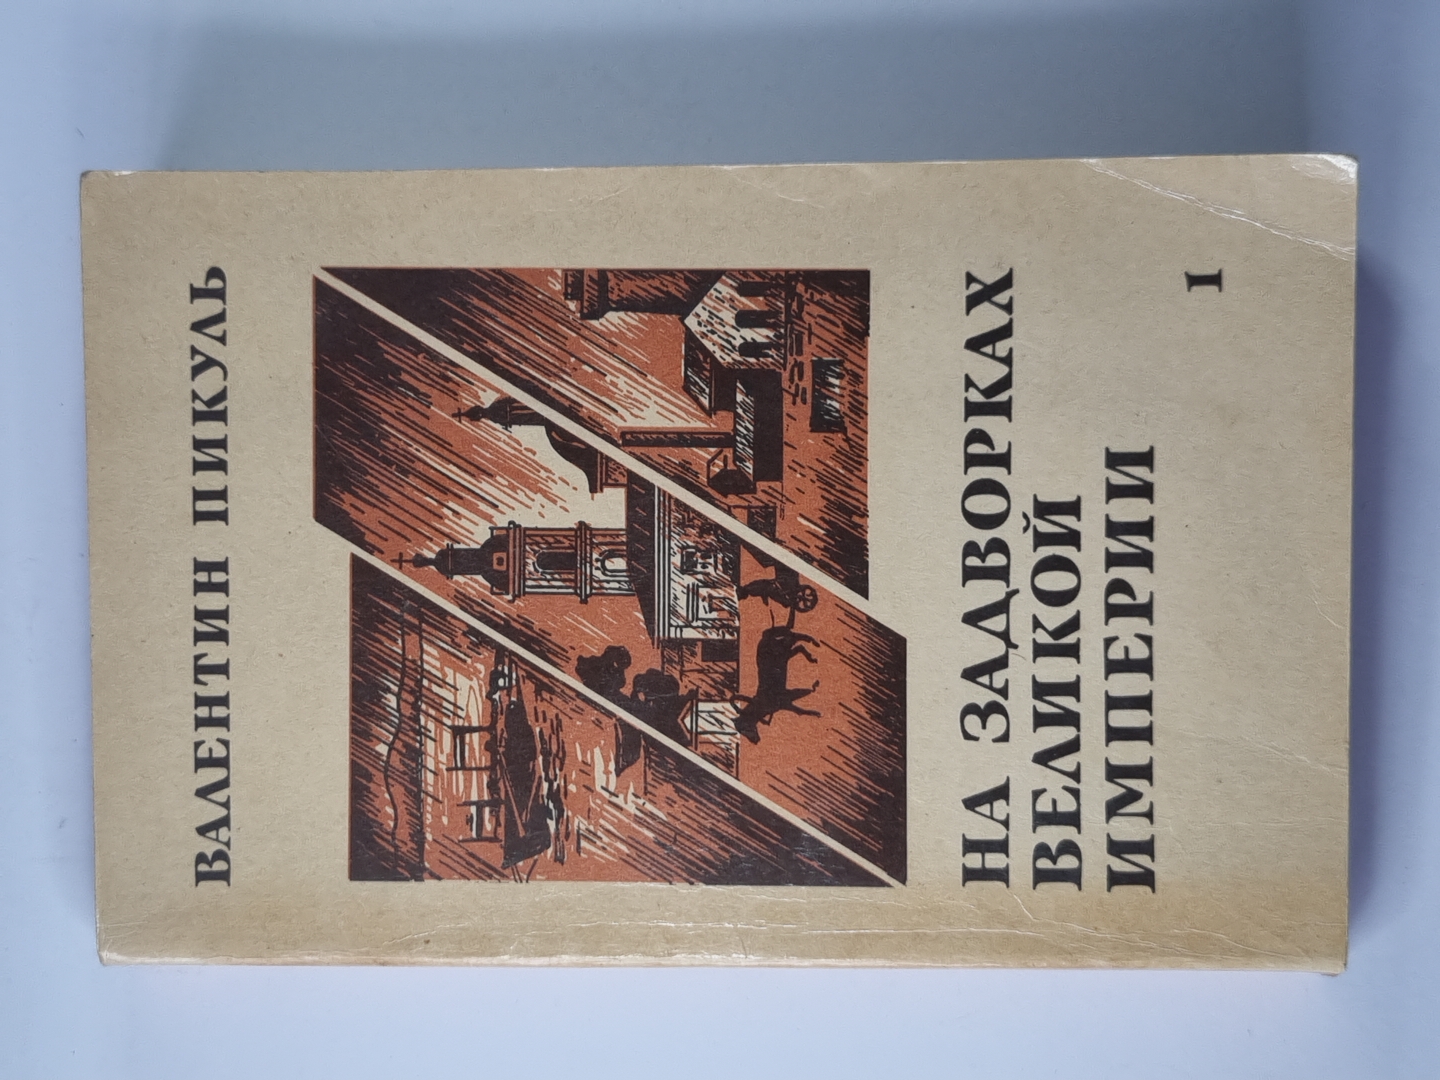 ВАЛЕНТИН ПИКУЛЬ
НА ЗАДВОРКАХ
ВЕЛИКОЙ
ИМПЕРИИ
1